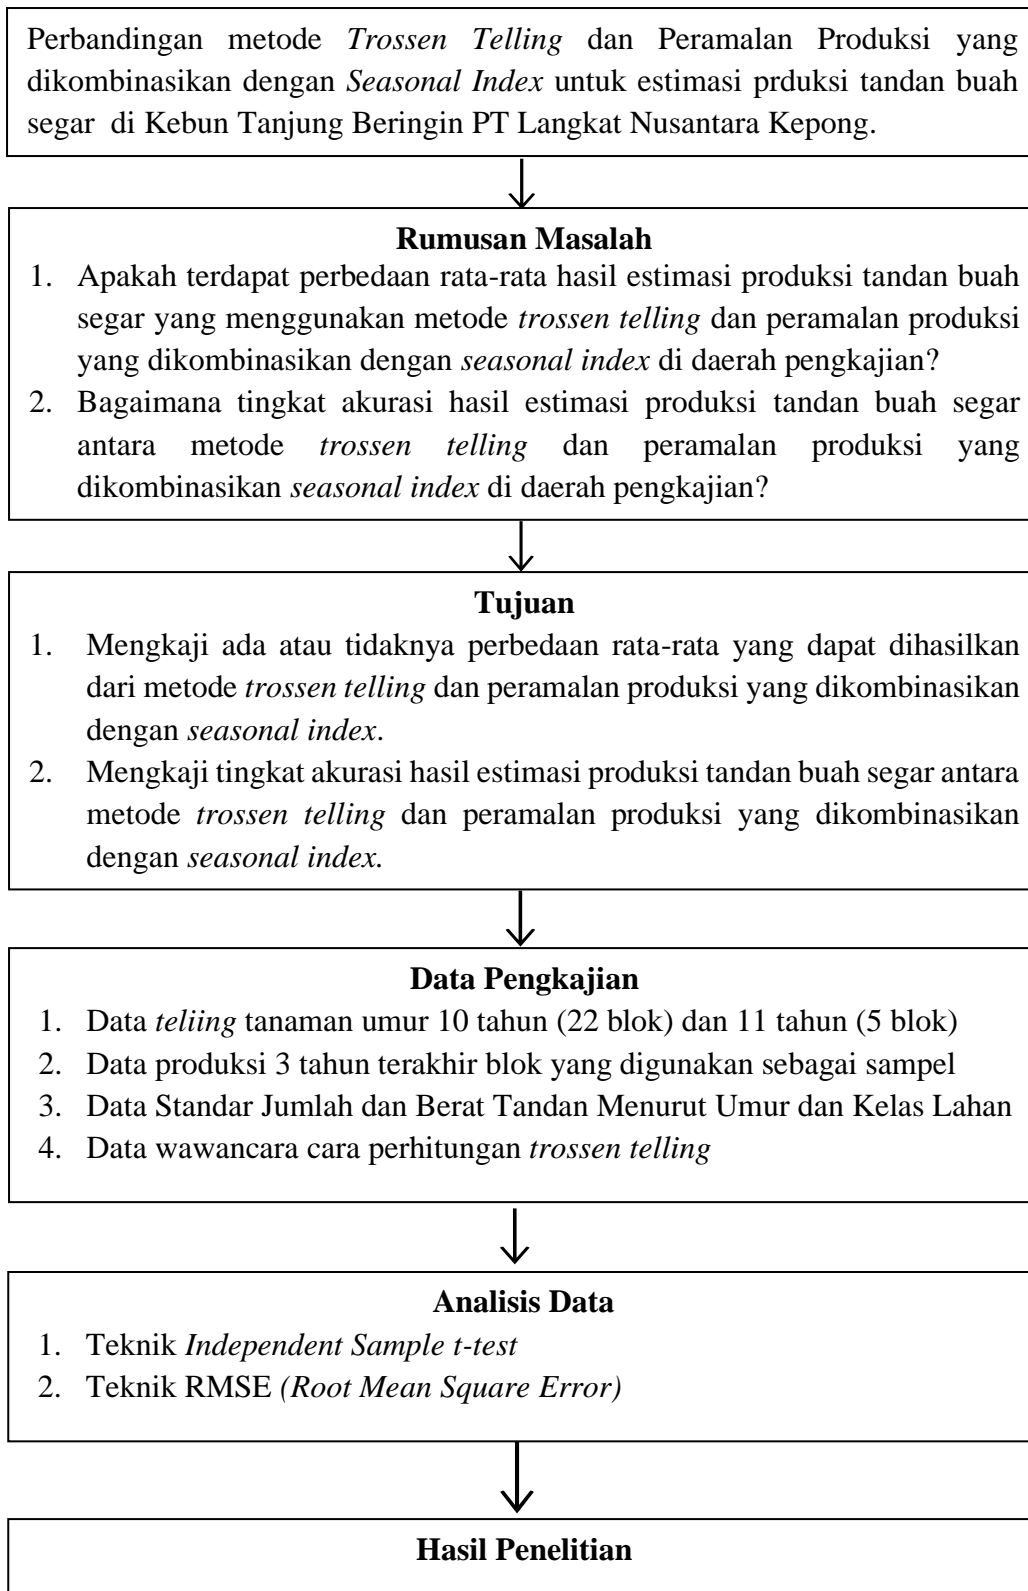 Perbandingan metode Trossen Telling dan Peramalan Produksi yang
dikombinasikan dengan Seasonal Index untuk estimasi prduksi tandan buah
segar di Kebun Tanjung Beringin PT Langkat Nusantara Kepong.
Rumusan Masalah
1. Apakah terdapat perbedaan rata-rata hasil estimasi produksi tandan buah
segar yang menggunakan metode trossen telling dan peramalan produksi
yang dikombinasikan dengan seasonal index di daerah pengkajian?
2. Bagaimana tingkat akurasi hasil estimasi produksi tandan buah segar
antara metode trossen telling dan peramalan produksi yang
dikombinasikan seasonal index di daerah pengkajian?
Tujuan
1. Mengkaji ada atau tidaknya perbedaan rata-rata yang dapat dihasilkan
dari metode trossen telling dan peramalan produksi yang dikombinasikan
dengan seasonal index.
2. Mengkaji tingkat akurasi hasil estimasi produksi tandan buah segar antara
metode trossen telling dan peramalan produksi yang dikombinasikan
dengan seasonal index.
Data Pengkajian
1. Data teliing tanaman umur 10 tahun (22 blok) dan 11 tahun (5 blok)
2. Data produksi 3 tahun terakhir blok yang digunakan sebagai sampel
3. Data Standar Jumlah dan Berat Tandan Menurut Umur dan Kelas Lahan
4. Data wawancara cara perhitungan trossen telling
Analisis Data
1. Teknik Independent Sample t-test
2. Teknik RMSE (Root Mean Square Error)
Hasil Penelitian